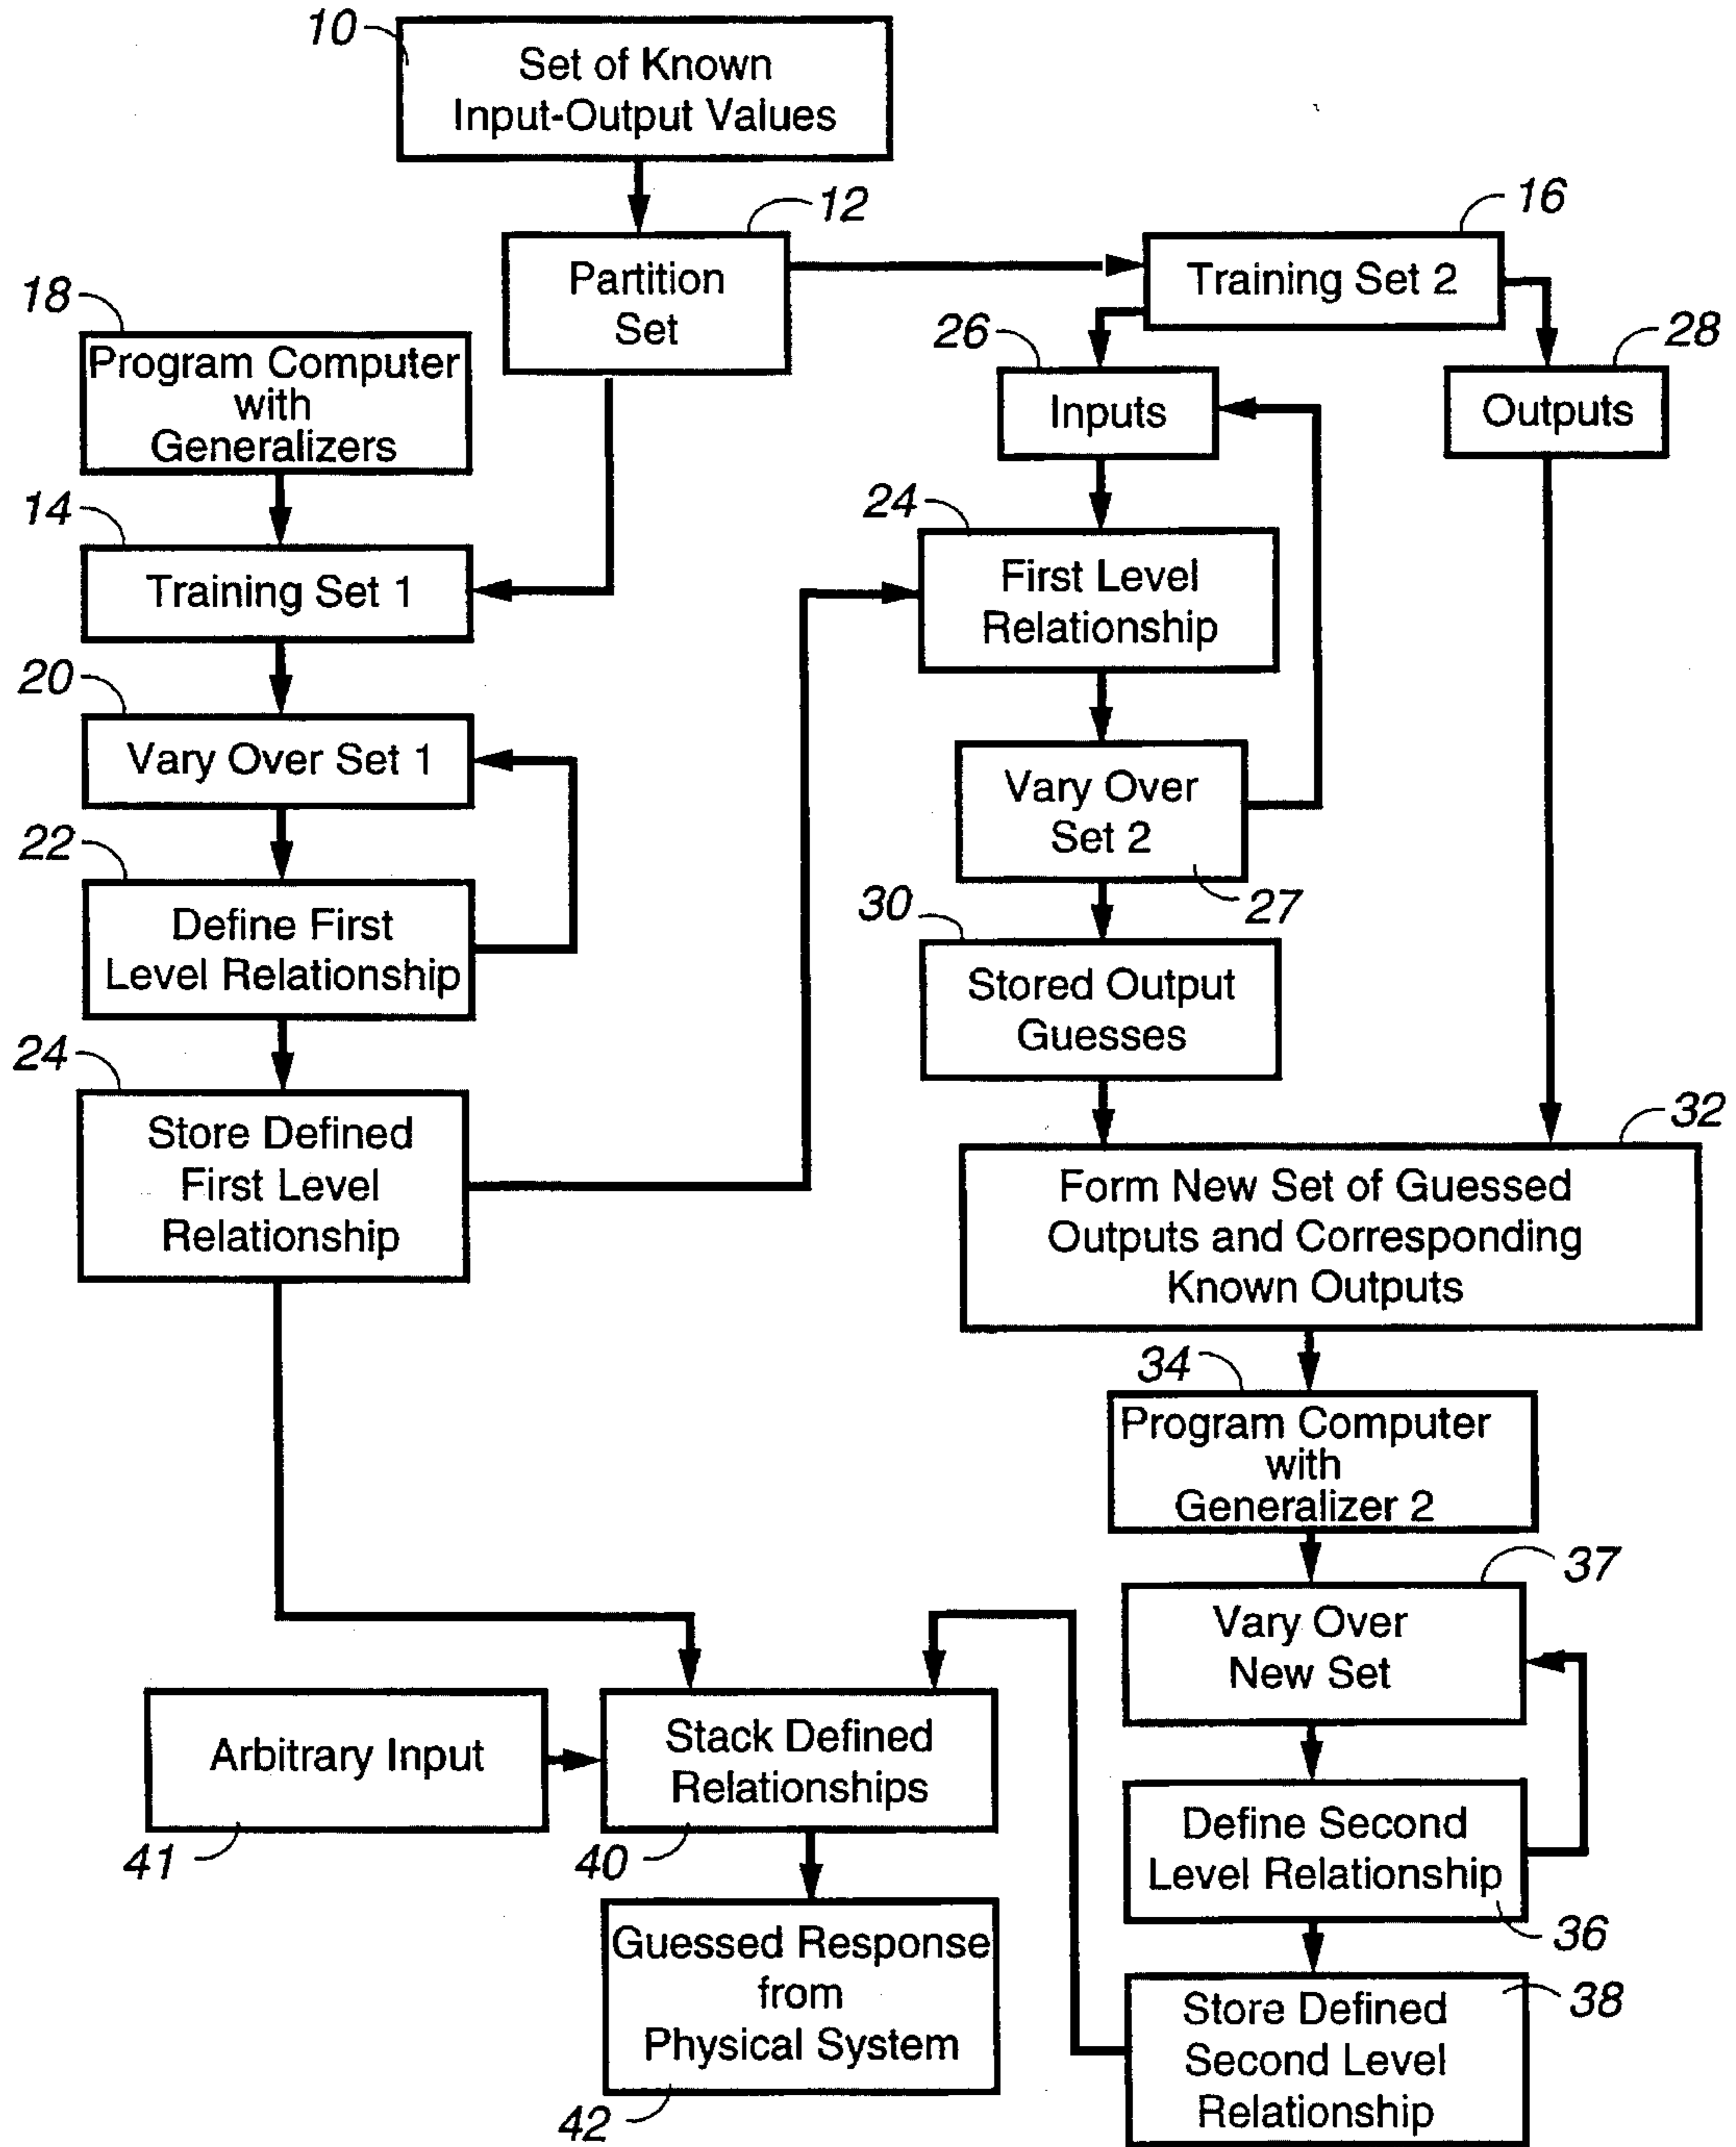 10
Set of Known
Input-Output Values
12
Partition
Set
16
Training Set 2
18
Program Computer
with
Generalizers
26
Inputs
28
Outputs
14
Training Set 1
24
First Level
Relationship
20
Vary Over Set 1
Vary Over
Set 2
27
22
Define First
Level Relationship
30
Stored Output
Guesses
24
Store Defined
First Level
Relationship
32
Form New Set of Guessed
Outputs and Corresponding
Known Outputs
34
Program Computer
with
Generalizer 2
37
Vary Over
New Set
Arbitrary Input
41
Stack Defined
Relationships
40
Define Second
Level Relationship
36
Guessed Response
from
Physical System
42
38
Store Defined
Second Level
Relationship